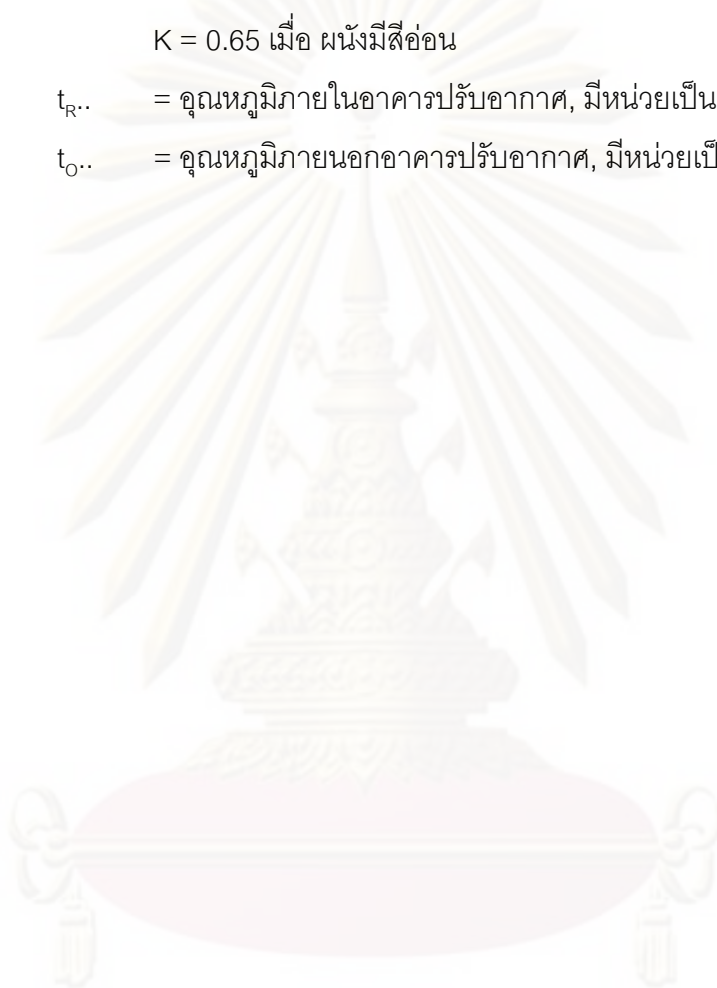 K = 0.65 เมื่อ ผนังมีสีอ่อน
t_R.. = อุณหภูมิภายในอาคารปรับอากาศ, มีหน่วยเป็น
t_O.. = อุณหภูมิภายนอกอาคารปรับอากาศ, มีหน่วยเ